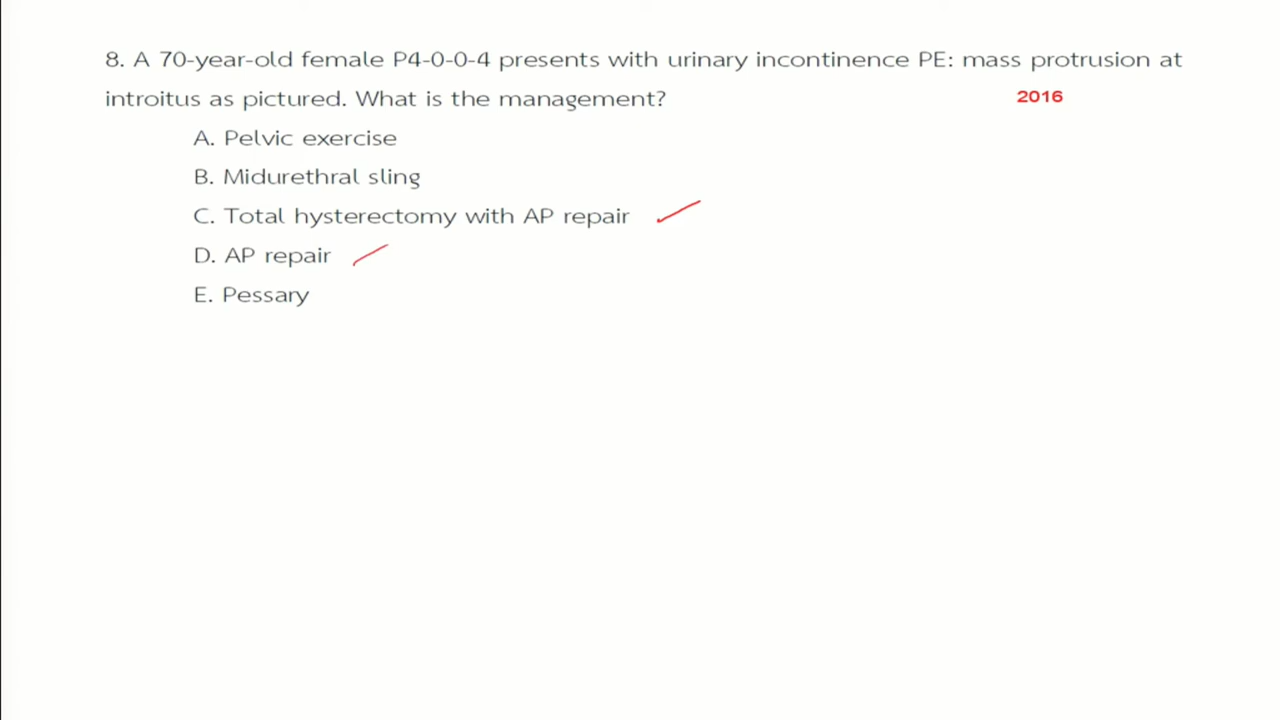 8. A 70-year-old female P4-0-0-4 presents with urinary incontinence PE: mass protrusion at
introitus as pictured. What is the management?
2016
A. Pelvic exercise
B. Midurethral sling
C. Total hysterectomy with AP repair
D. AP repair
E. Pessary